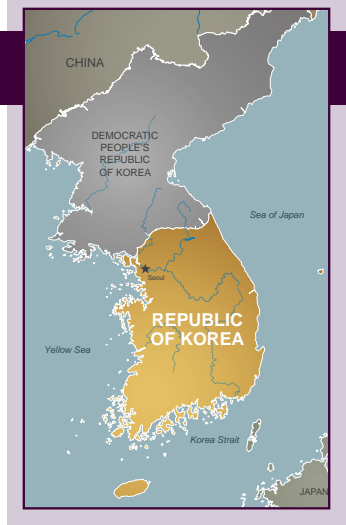 CHINA
DEMOCRATIC
PEOPLE'S
REPUBLIC
OF KOREA
Sea of Japan
Seoul
REPUBLIC
OF KOREA
Yellow Sea
Korea Strait
JAPAN